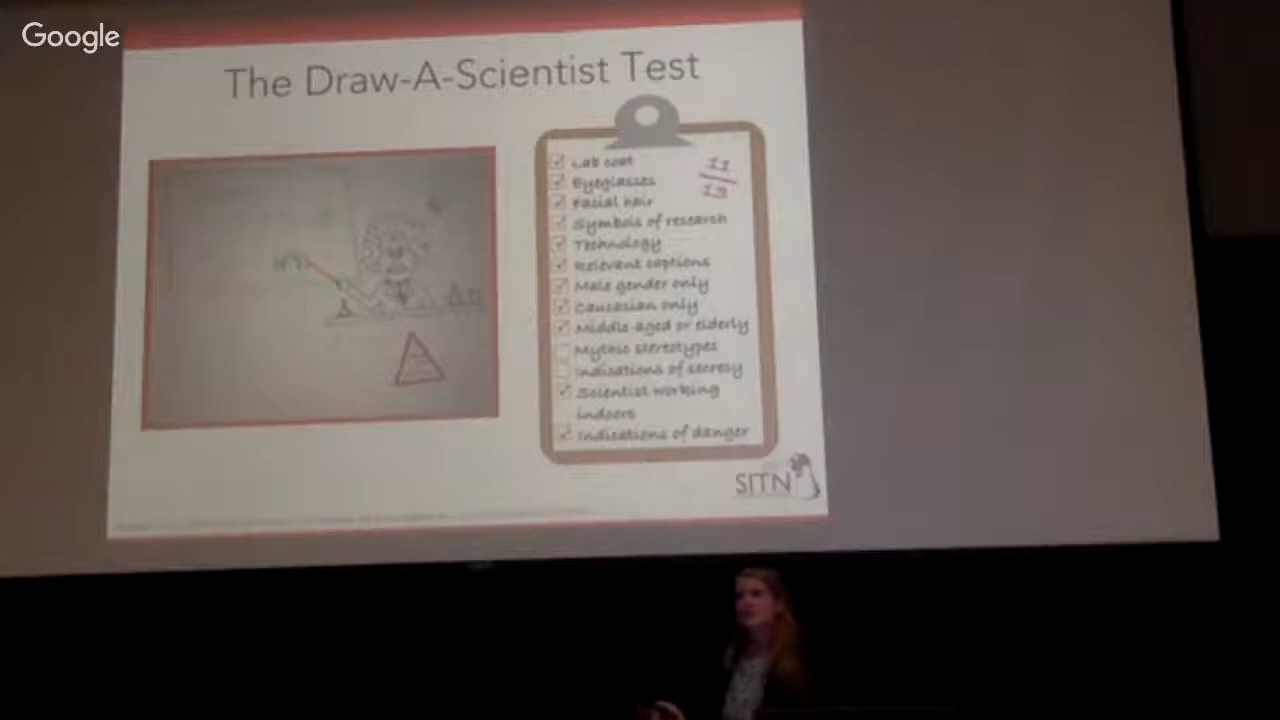 Google
The Draw-A-Scientist Test
Lab coat
Eyeglasses
Facial hair
Symbols of research
Technology
Relevant captions
Male gender only
Caucasian only
Middle aged or elderly
Mythic stereotypes
Indications of secrecy
Scientist working
indoors
Indications of danger
11
13
SITN